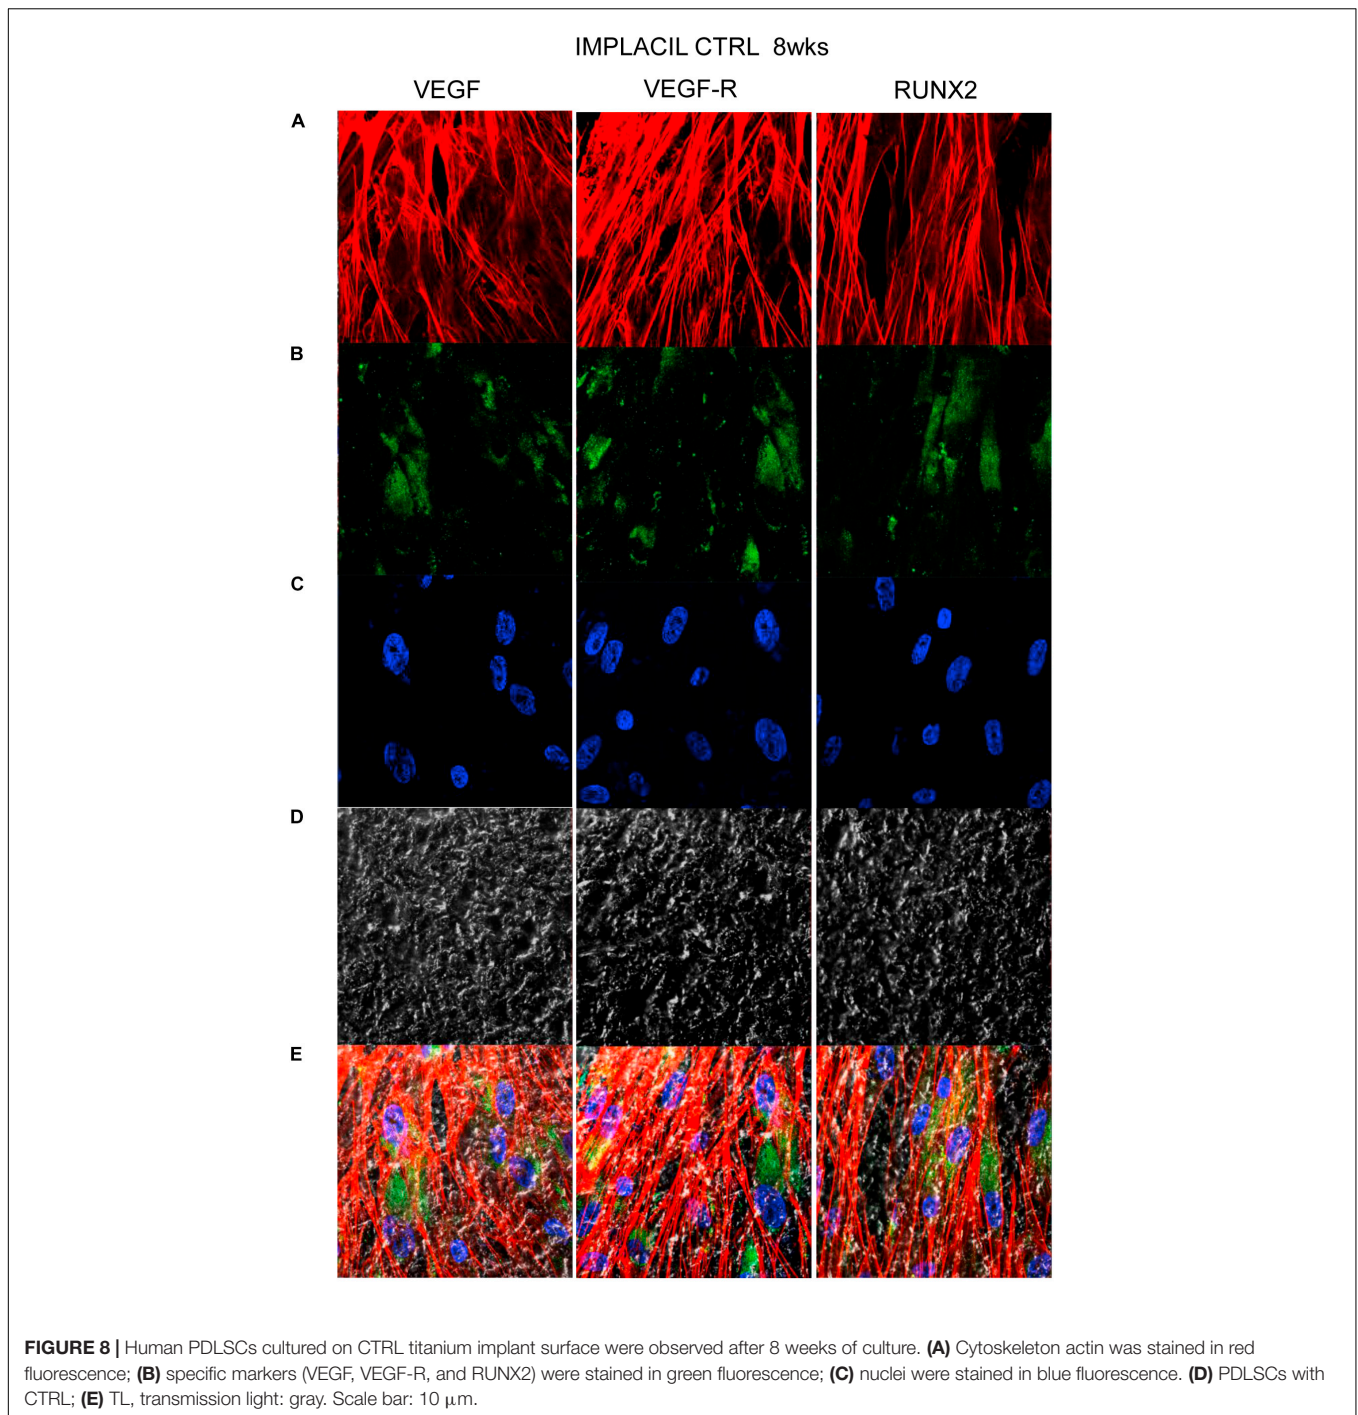 IMPLACIL CTRL 8wks
VEGF VEGF-R RUNX2
A
B
C
D
E
FIGURE 8 | Human PDLSCs cultured on CTRL titanium implant surface were observed after 8 weeks of culture. (A) Cytoskeleton actin was stained in red
fluorescence; (B) specific markers (VEGF, VEGF-R, and RUNX2) were stained in green fluorescence; (C) nuclei were stained in blue fluorescence. (D) PDLSCs with
CTRL; (E) TL, transmission light: gray. Scale bar: 10 μm.